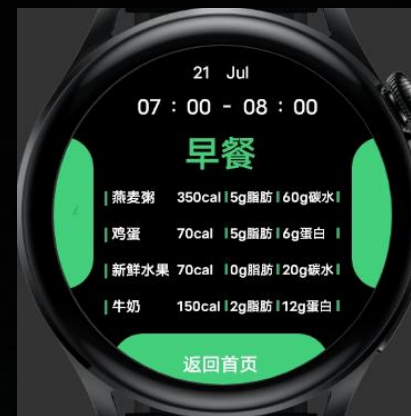 21 Jul
07 : 00 - 08 : 00
早餐
燕麦粥 350cal 5g脂肪 60g碳水
鸡蛋 70cal 5g脂肪 6g蛋白
新鲜水果 70cal 0g脂肪 20g碳水
牛奶 150cal 2g脂肪 12g蛋白
返回首页